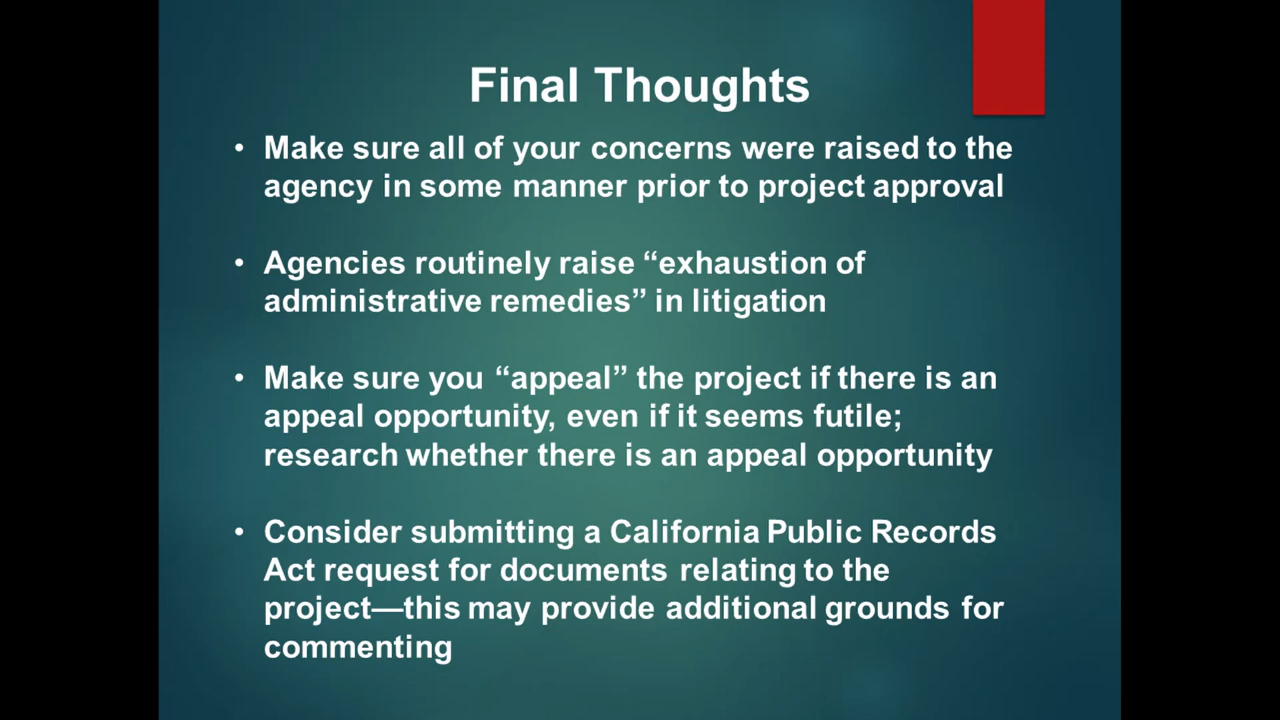 Final Thoughts
• Make sure all of your concerns were raised to the
agency in some manner prior to project approval
• Agencies routinely raise “exhaustion of
administrative remedies” in litigation
• Make sure you “appeal” the project if there is an
appeal opportunity, even if it seems futile;
research whether there is an appeal opportunity
• Consider submitting a California Public Records
Act request for documents relating to the
project—this may provide additional grounds for
commenting